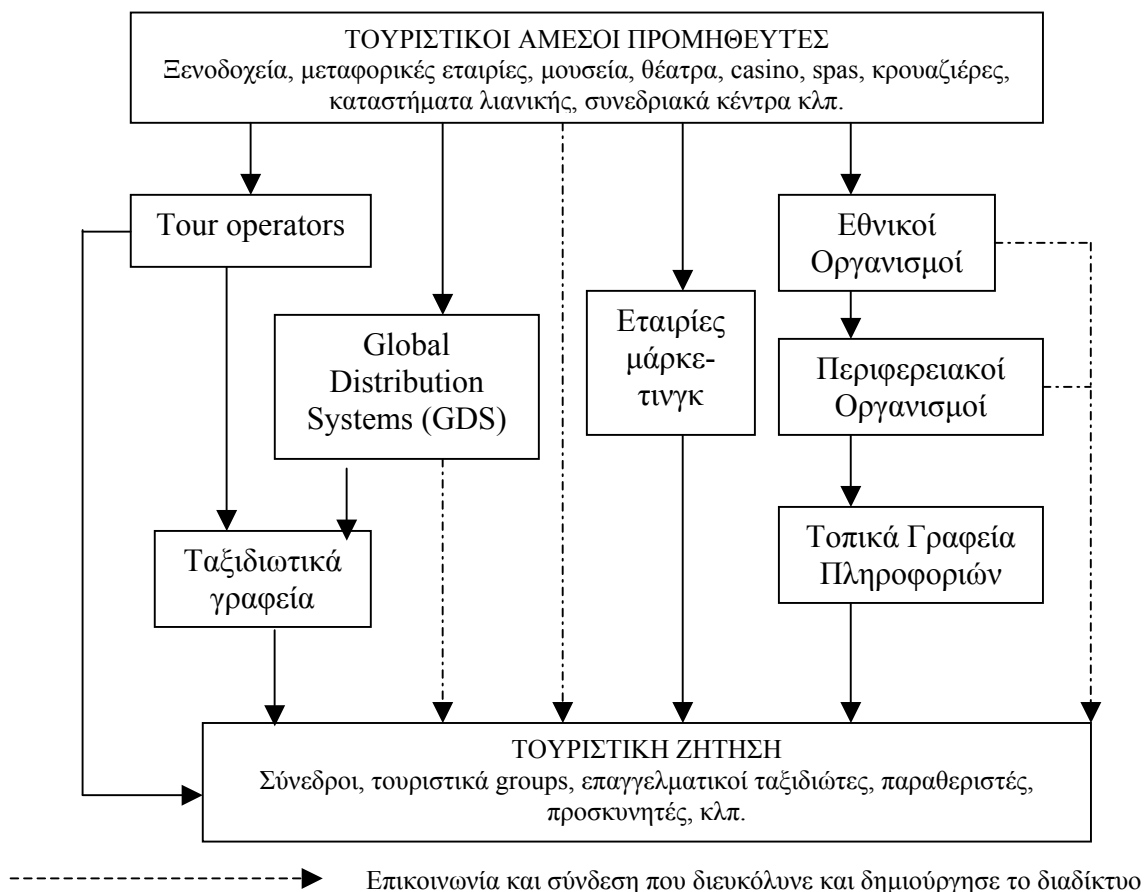 ΤΟΥΡΙΣΤΙΚΟΙ ΑΜΕΣΟΙ ΠΡΟΜΗΘΕΥΤΈΣ
Ξενοδοχεία, μεταφορικές εταιρίες, μουσεία, θέατρα, casino, spas, κρουαζιέρες,
καταστήματα λιανικής, συνεδριακά κέντρα κλπ.
Tour operators
Εθνικοί
Οργανισμοί
Global
Distribution
Systems (GDS)
Εταιρίες
μάρκε-
τινγκ
Περιφερειακοί
Οργανισμοί
Ταξιδιωτικά
γραφεία
Τοπικά Γραφεία
Πληροφοριών
ΤΟΥΡΙΣΤΙΚΗ ΖΗΤΗΣΗ
Σύνεδροι, τουριστικά groups, επαγγελματικοί ταξιδιώτες, παραθεριστές,
προσκυνητές, κλπ.
Επικοινωνία και σύνδεση που διευκόλυνε και δημιούργησε το διαδίκτυο